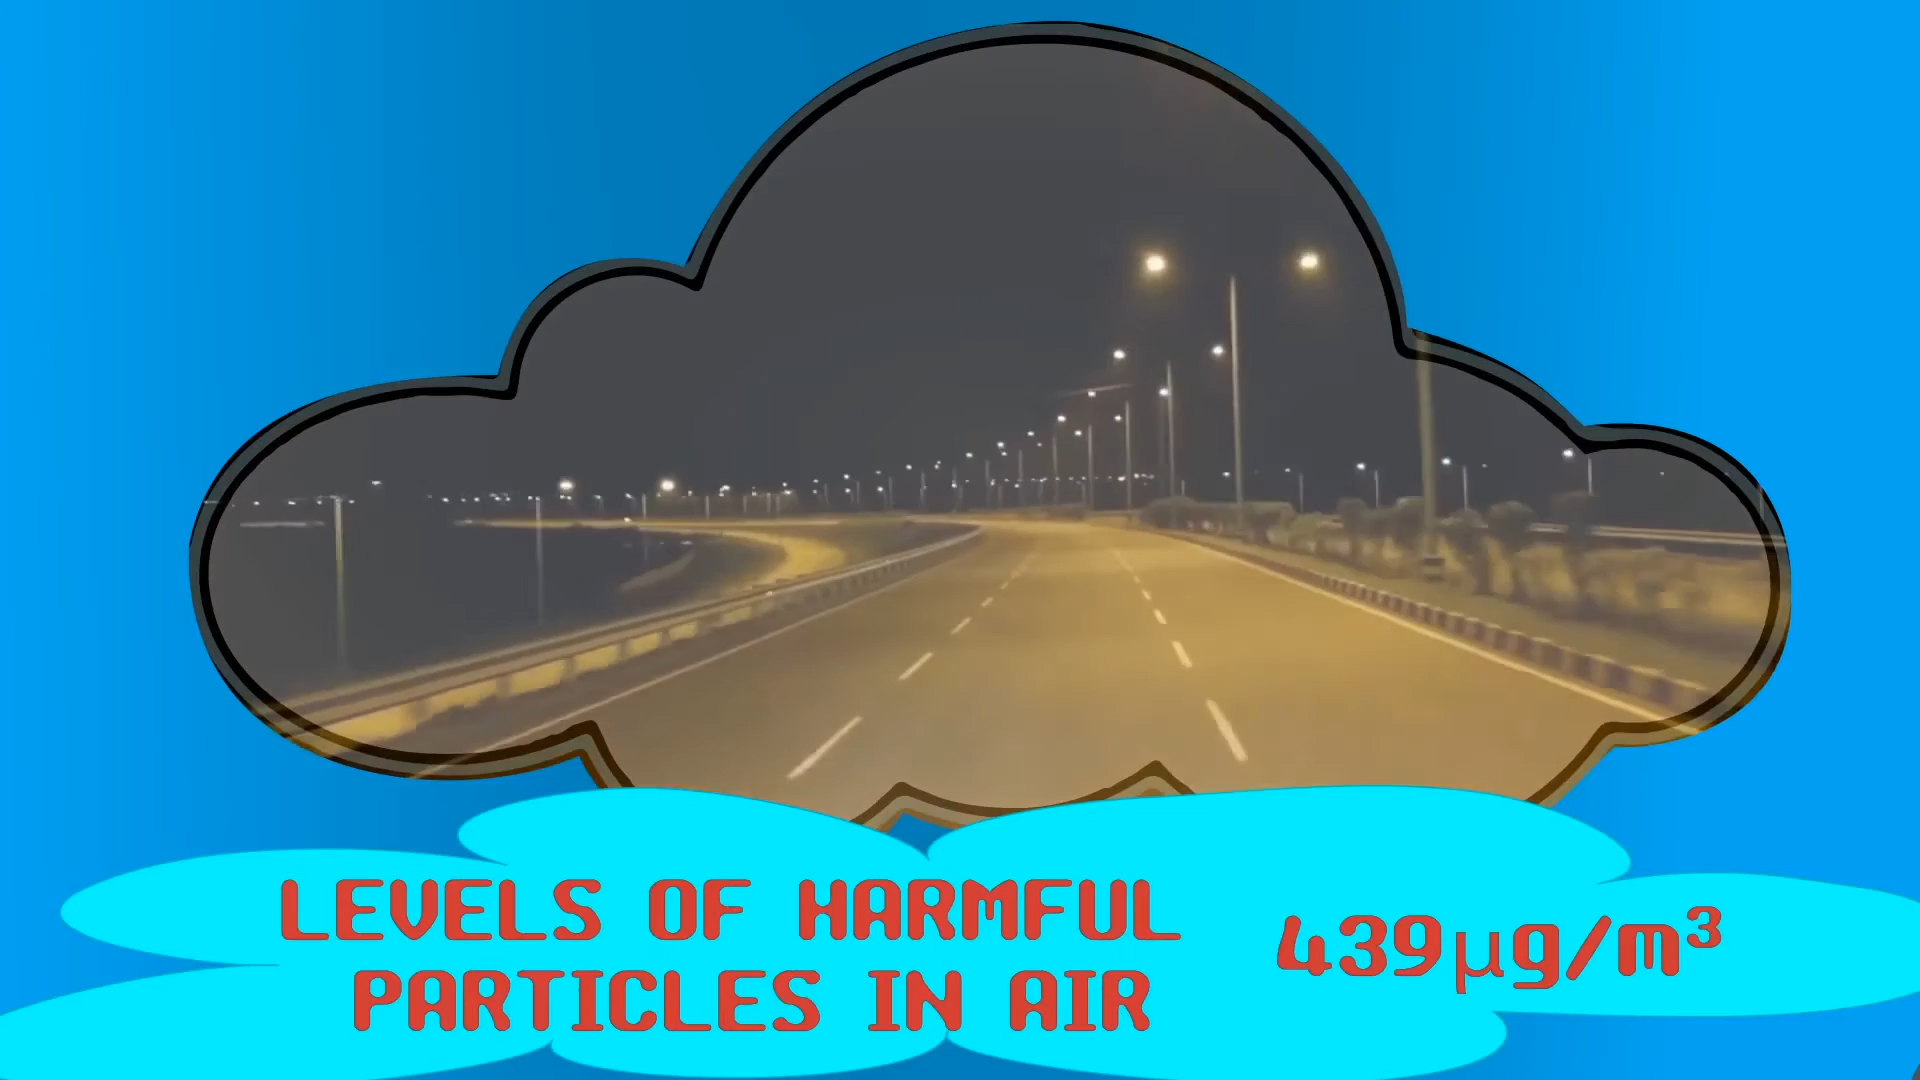 LEVELS OF HARMFUL
PARTICLES IN AIR
439μg/m³